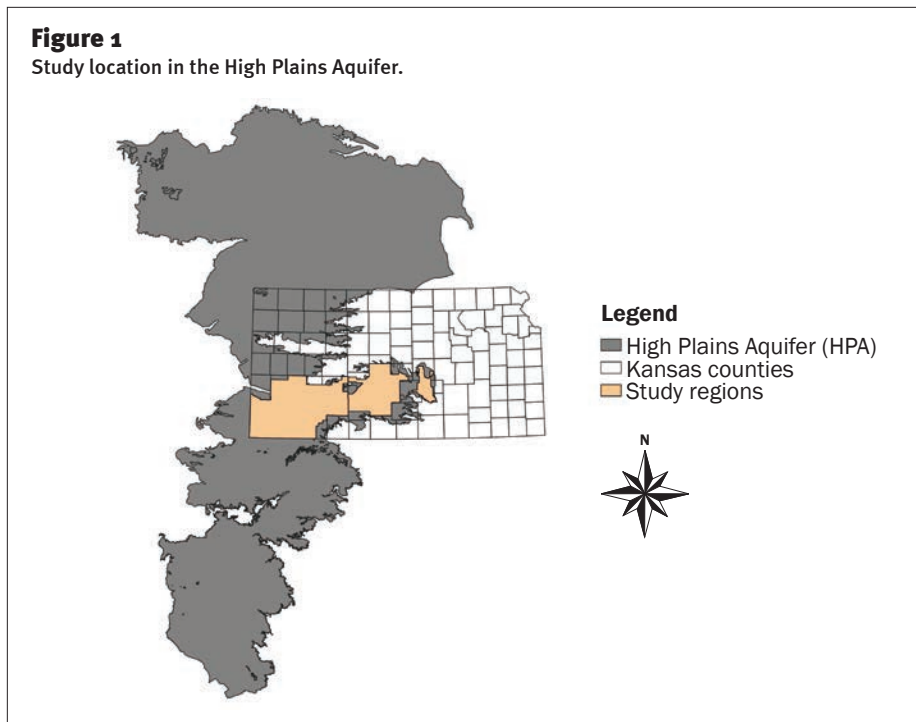 Figure 1
Study location in the High Plains Aquifer.
Legend
High Plains Aquifer (HPA)
Kansas counties
Study regions
N